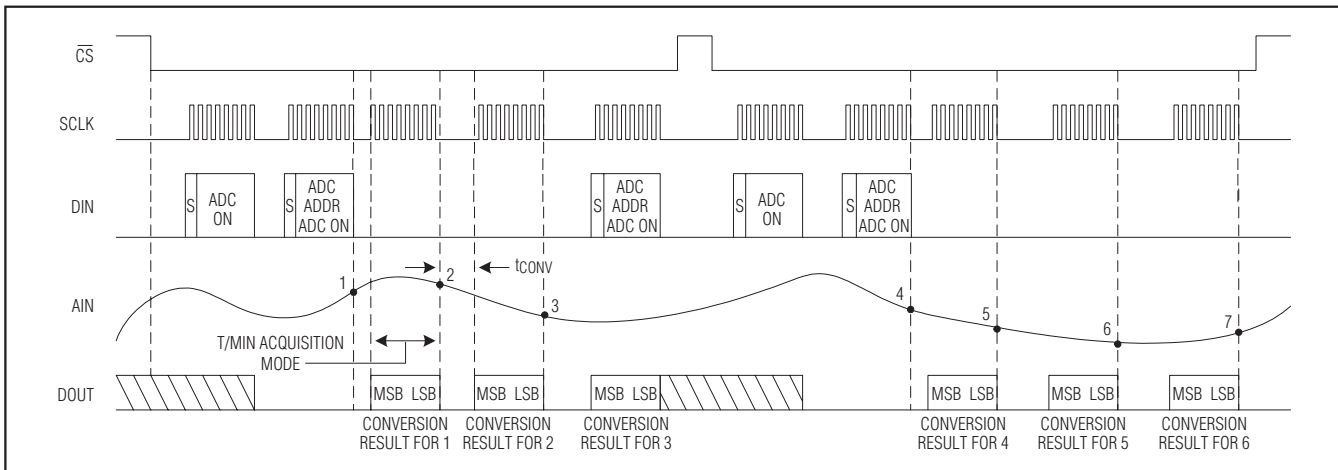 CS
SCLK
DIN
S
ADC
ON
S
ADC
ADDR
ADC ON
S
ADC
ADDR
ADC ON
S
ADC
ON
S
ADC
ADDR
ADC ON
AIN
1
2
tCONV
3
4
5
6
7
T/MIN ACQUISITION
MODE
DOUT
MSB LSB
MSB LSB
MSB LSB
MSB LSB
MSB LSB
MSB LSB
CONVERSION
RESULT FOR 1
CONVERSION
RESULT FOR 2
CONVERSION
RESULT FOR 3
CONVERSION
RESULT FOR 4
CONVERSION
RESULT FOR 5
CONVERSION
RESULT FOR 6